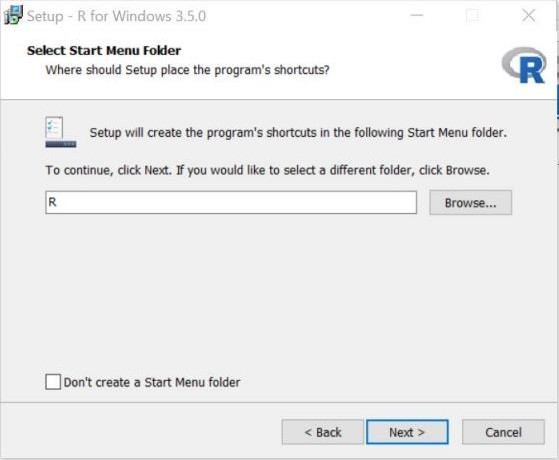 Setup - R for Windows 3.5.0
Select Start Menu Folder
Where should Setup place the program's shortcuts?
R
Setup will create the program's shortcuts in the following Start Menu folder.
To continue, click Next. If you would like to select a different folder, click Browse.
R
Browse...
Don't create a Start Menu folder
< Back
Next >
Cancel